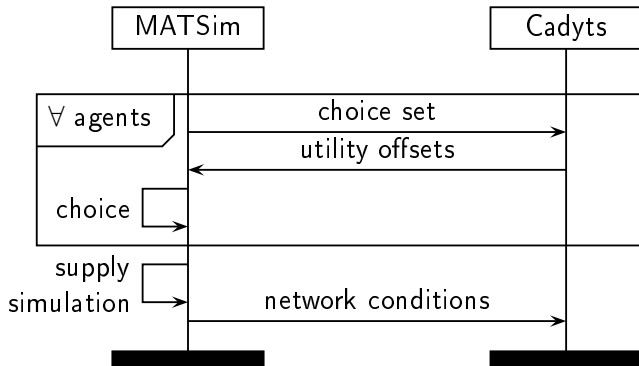 MATSim
Cadyts
∀ agents
choice set
utility offsets
choice
supply
simulation
network conditions